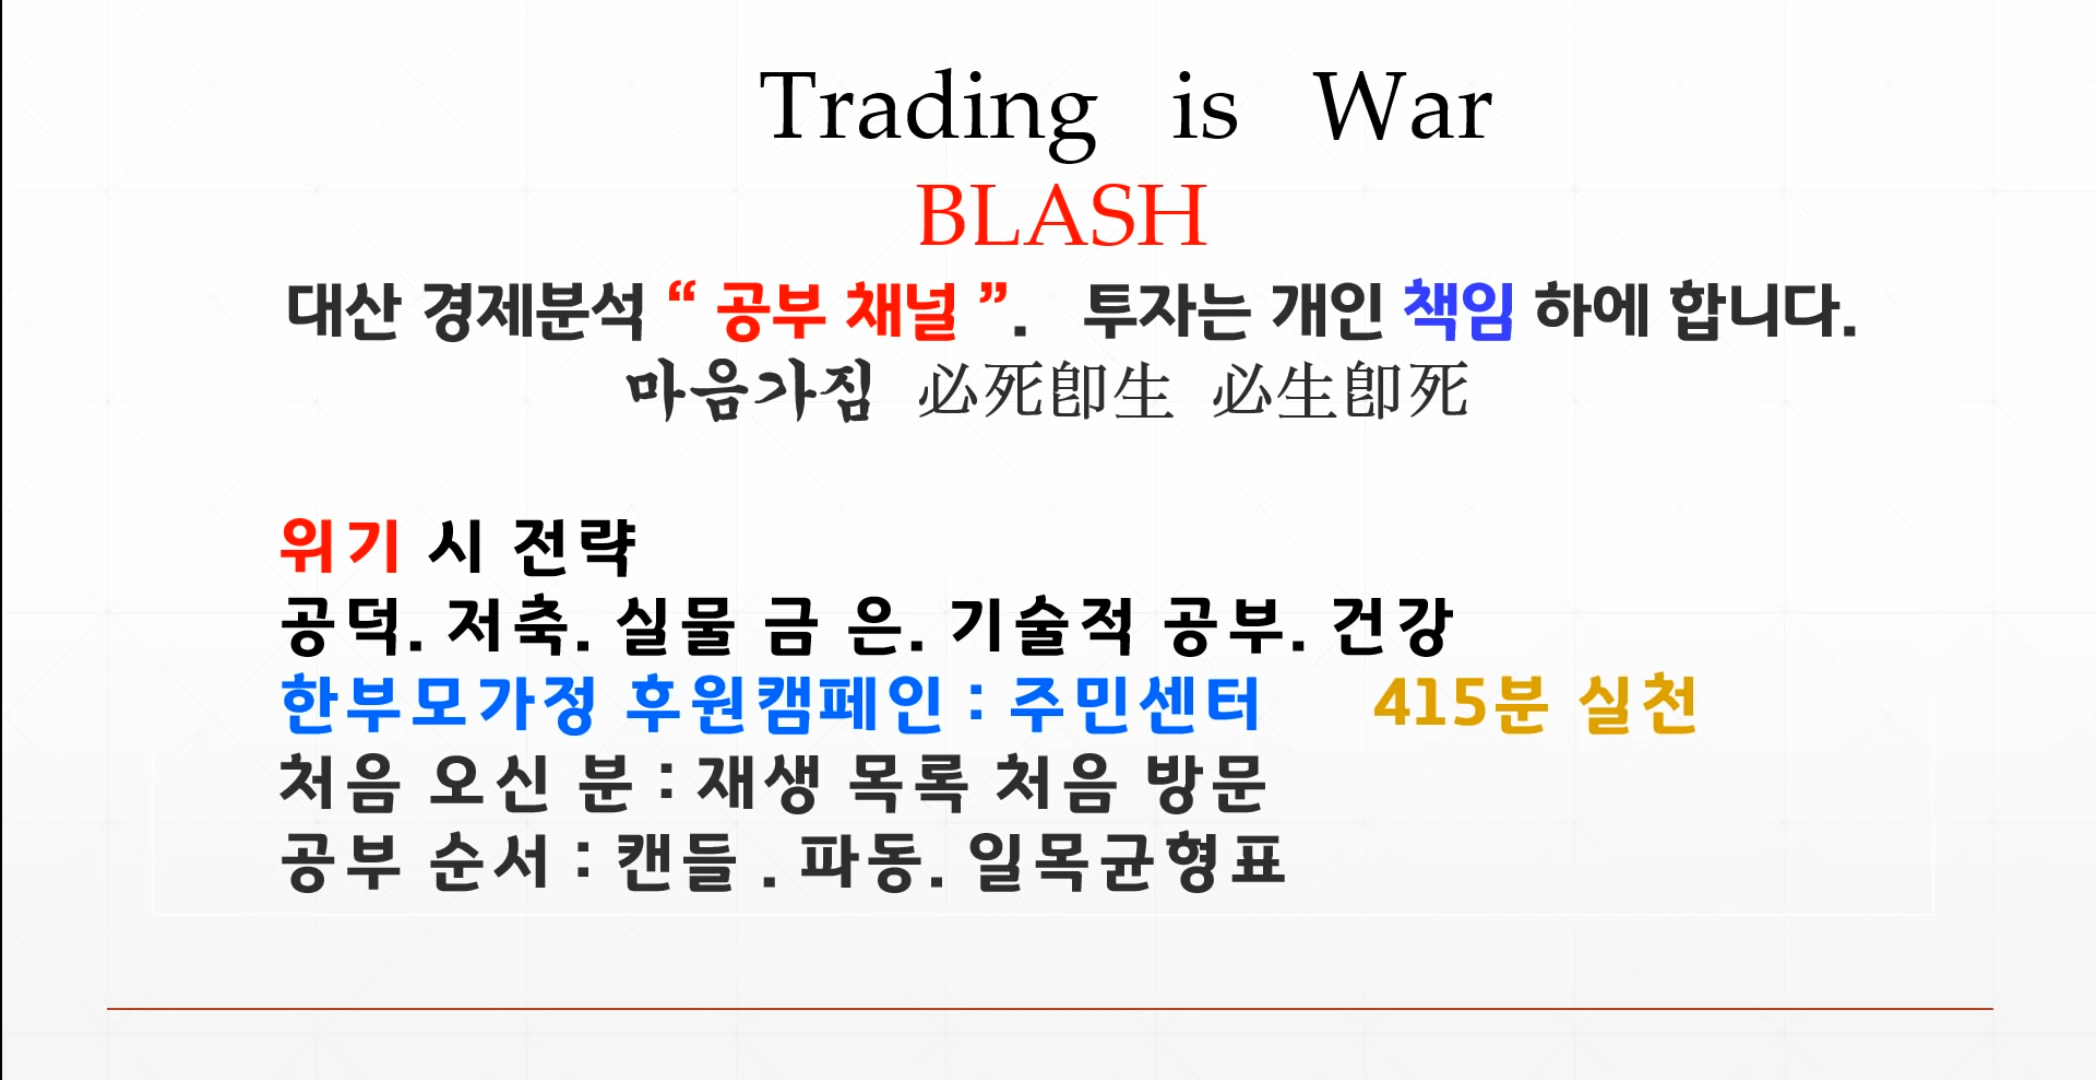 Trading is War
BLASH
대산 경제분석 “ 공부 채널 ”. 투자는 개인 책임 하에 합니다.
마음가짐 必死卽生 必生卽死
위기 시 전략
공덕. 저축. 실물 금 은. 기술적 공부. 건강
한부모가정 후원캠페인 : 주민센터 415분 실천
처음 오신 분 : 재생 목록 처음 방문
공부 순서 : 캔들 . 파동. 일목균형표